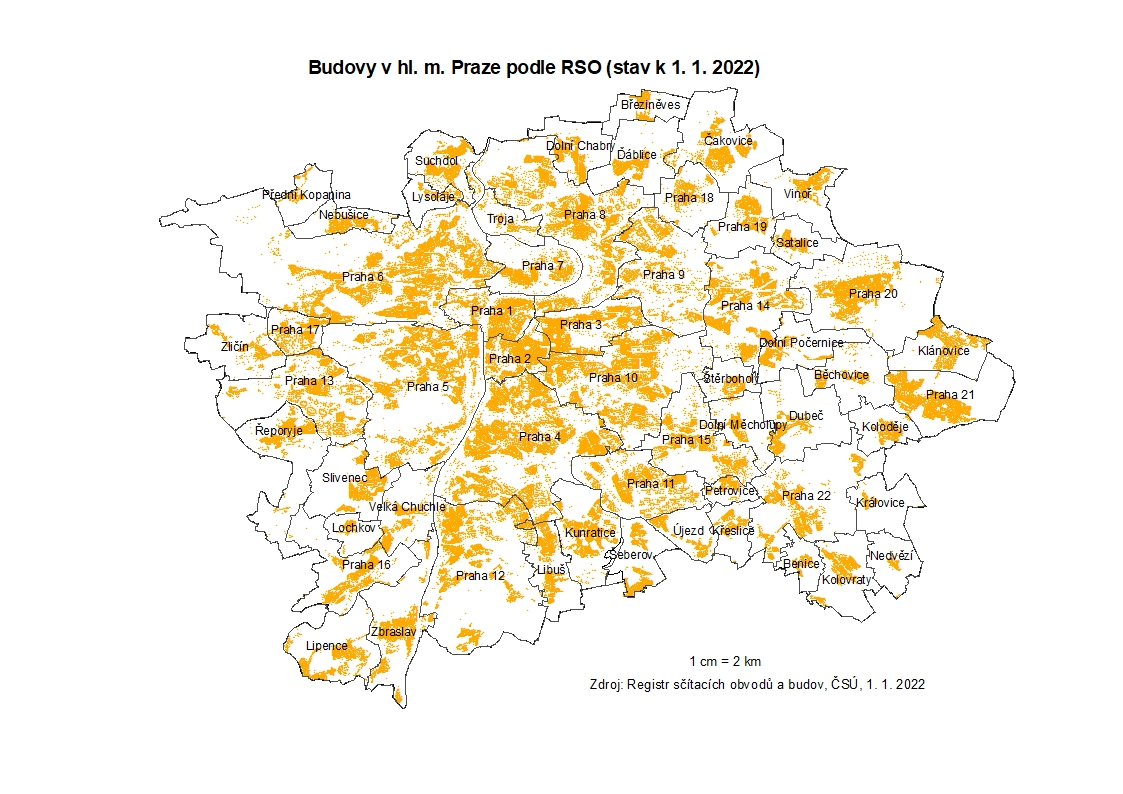 Budovy v hl. m. Praze podle RSO (stav k 1. 1. 2022)
Březiněves
Čakovice
Dolní Chabry
Ďáblice
Suchdol
Přední Kopanina
Lysolaje
Praha 18
Vinoř
Nebušice
Troja
Praha 8
Praha 19
Satalice
Praha 6
Praha 7
Praha 9
Praha 20
Praha 14
Praha 1
Praha 3
Praha 17
Zličín
Dolní Počernice
Klánovice
Praha 2
Praha 13
Praha 5
Praha 10
Štěrboholy
Běchovice
Praha 21
Řeporyje
Praha 4
Praha 15
Dolní Měcholupy
Dubeč
Koloděje
Slivenec
Praha 11
Petrovice
Praha 22
Královice
Velká Chuchle
Lochkov
Kunratice
Újezd
Křeslice
Šeberov
Nedvězí
Praha 16
Praha 12
Libuš
Benice
Kolovraty
Zbraslav
Lipence
1 cm = 2 km
Zdroj: Registr sčítacích obvodů a budov, ČSÚ, 1. 1. 2022